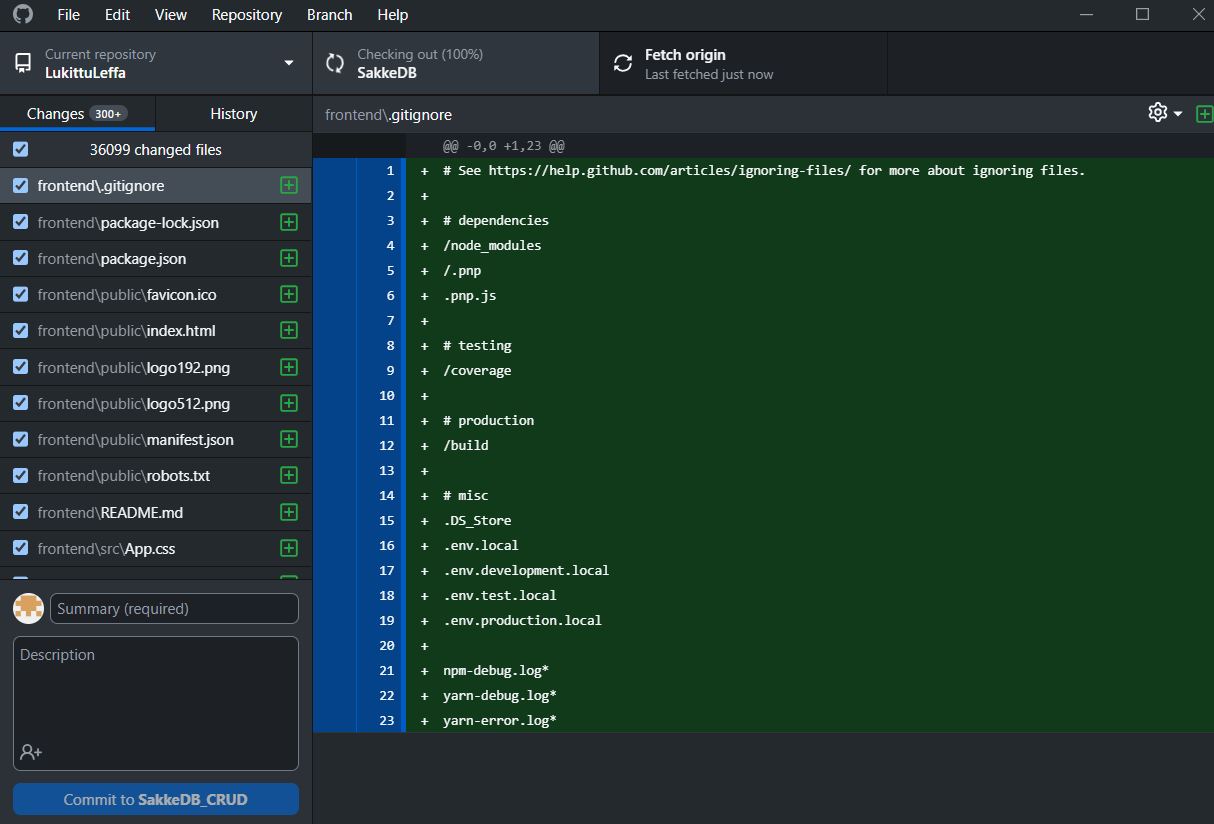 File Edit View Repository Branch Help
Current repository
LukittuLeffa
Checking out (100%)
SakkeDB
Fetch origin
Last fetched just now
Changes 300+
History
36099 changed files
frontend\.gitignore
frontend\package-lock.json
frontend\package.json
frontend\public\favicon.ico
frontend\public\index.html
frontend\public\logo192.png
frontend\public\logo512.png
frontend\public\manifest.json
frontend\public\robots.txt
frontend\README.md
frontend\src\App.css
Summary (required)
Description
Commit to SakkeDB_CRUD
frontend\.gitignore
@@ -0,0 +1,23 @@
1 + # See https://help.github.com/articles/ignoring-files/ for more about ignoring files.
2 +
3 + # dependencies
4 + /node_modules
5 + /.pnp
6 + .pnp.js
7 +
8 + # testing
9 + /coverage
10 +
11 + # production
12 + /build
13 +
14 + # misc
15 + .DS_Store
16 + .env.local
17 + .env.development.local
18 + .env.test.local
19 + .env.production.local
20 +
21 + npm-debug.log*
22 + yarn-debug.log*
23 + yarn-error.log*